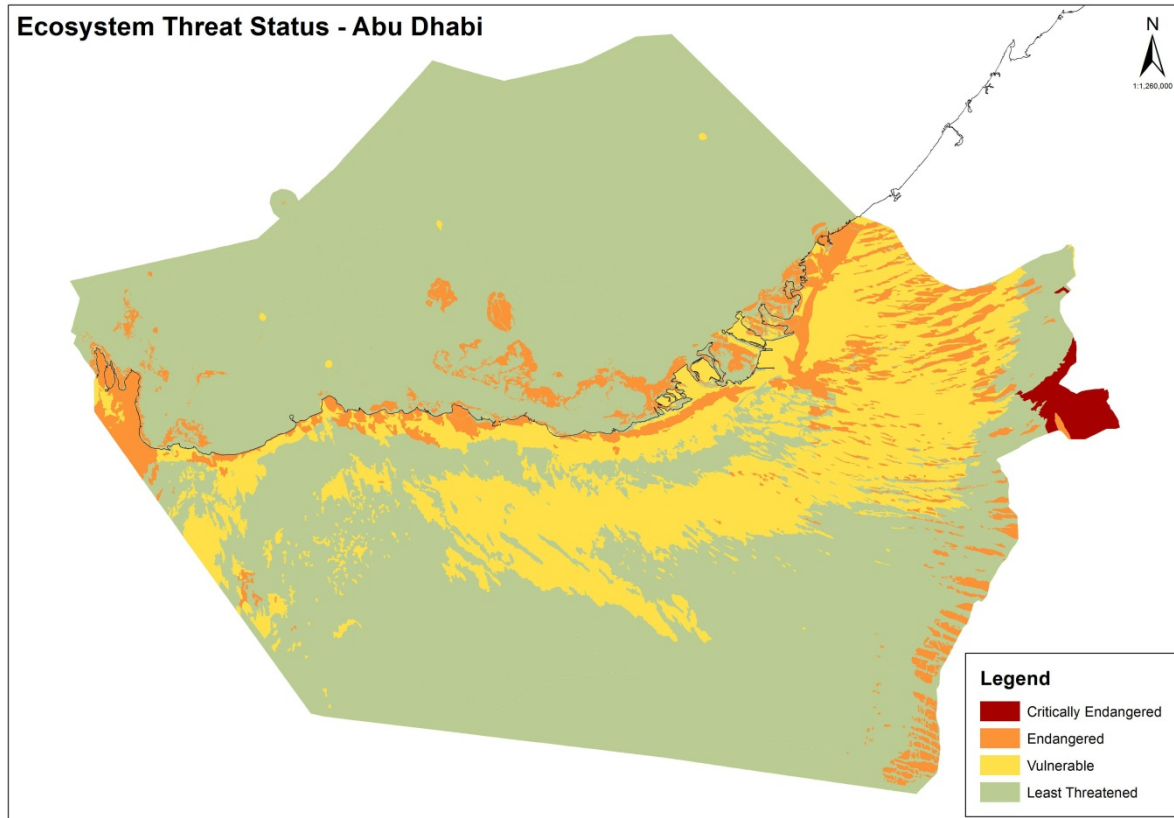 Ecosystem Threat Status - Abu Dhabi
N
1:1,260,000
Legend
Critically Endangered
Endangered
Vulnerable
Least Threatened